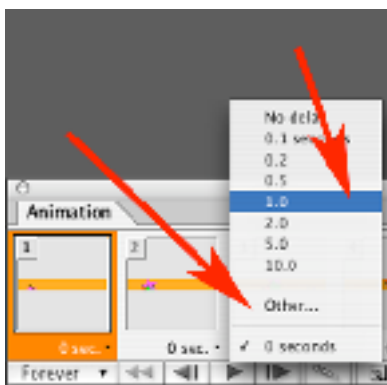 No delay
0.1 seconds
0.2
0.5
1.0
2.0
5.0
10.0
Other...
✓ 0 seconds
Animation
1
2
0 sec.
0 sec.
Forever